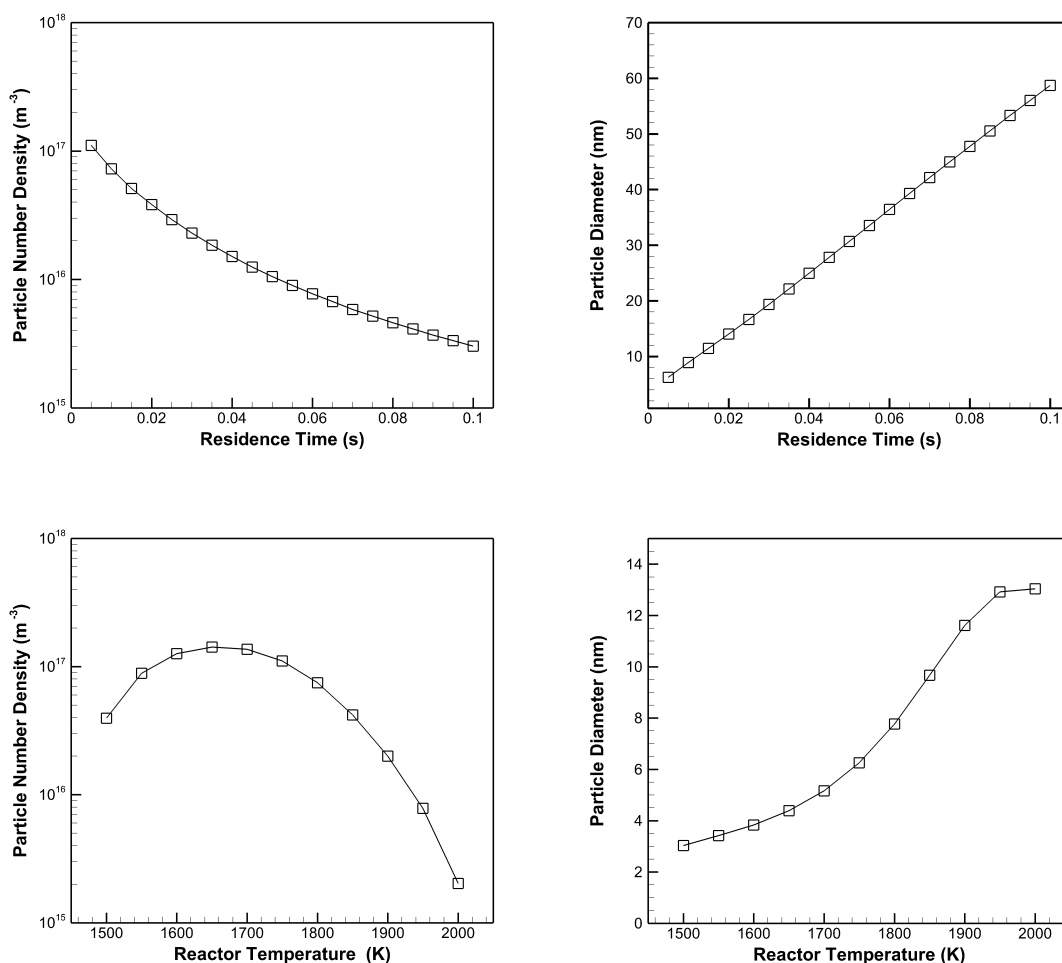 10^18
10^17
10^16
10^15
Particle Number Density (m^-3)
0 0.02 0.04 0.06 0.08 0.1
Residence Time (s)
70
60
50
40
30
20
10
Particle Diameter (nm)
0 0.02 0.04 0.06 0.08 0.1
Residence Time (s)
10^18
10^17
10^16
10^15
Particle Number Density (m^-3)
1500 1600 1700 1800 1900 2000
Reactor Temperature (K)
14
12
10
8
6
4
2
0
Particle Diameter (nm)
1500 1600 1700 1800 1900 2000
Reactor Temperature (K)